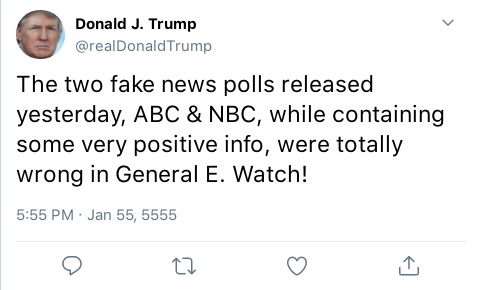 Donald J. Trump
@realDonaldTrump
The two fake news polls released
yesterday, ABC & NBC, while containing
some very positive info, were totally
wrong in General E. Watch!
5:55 PM · Jan 55, 5555